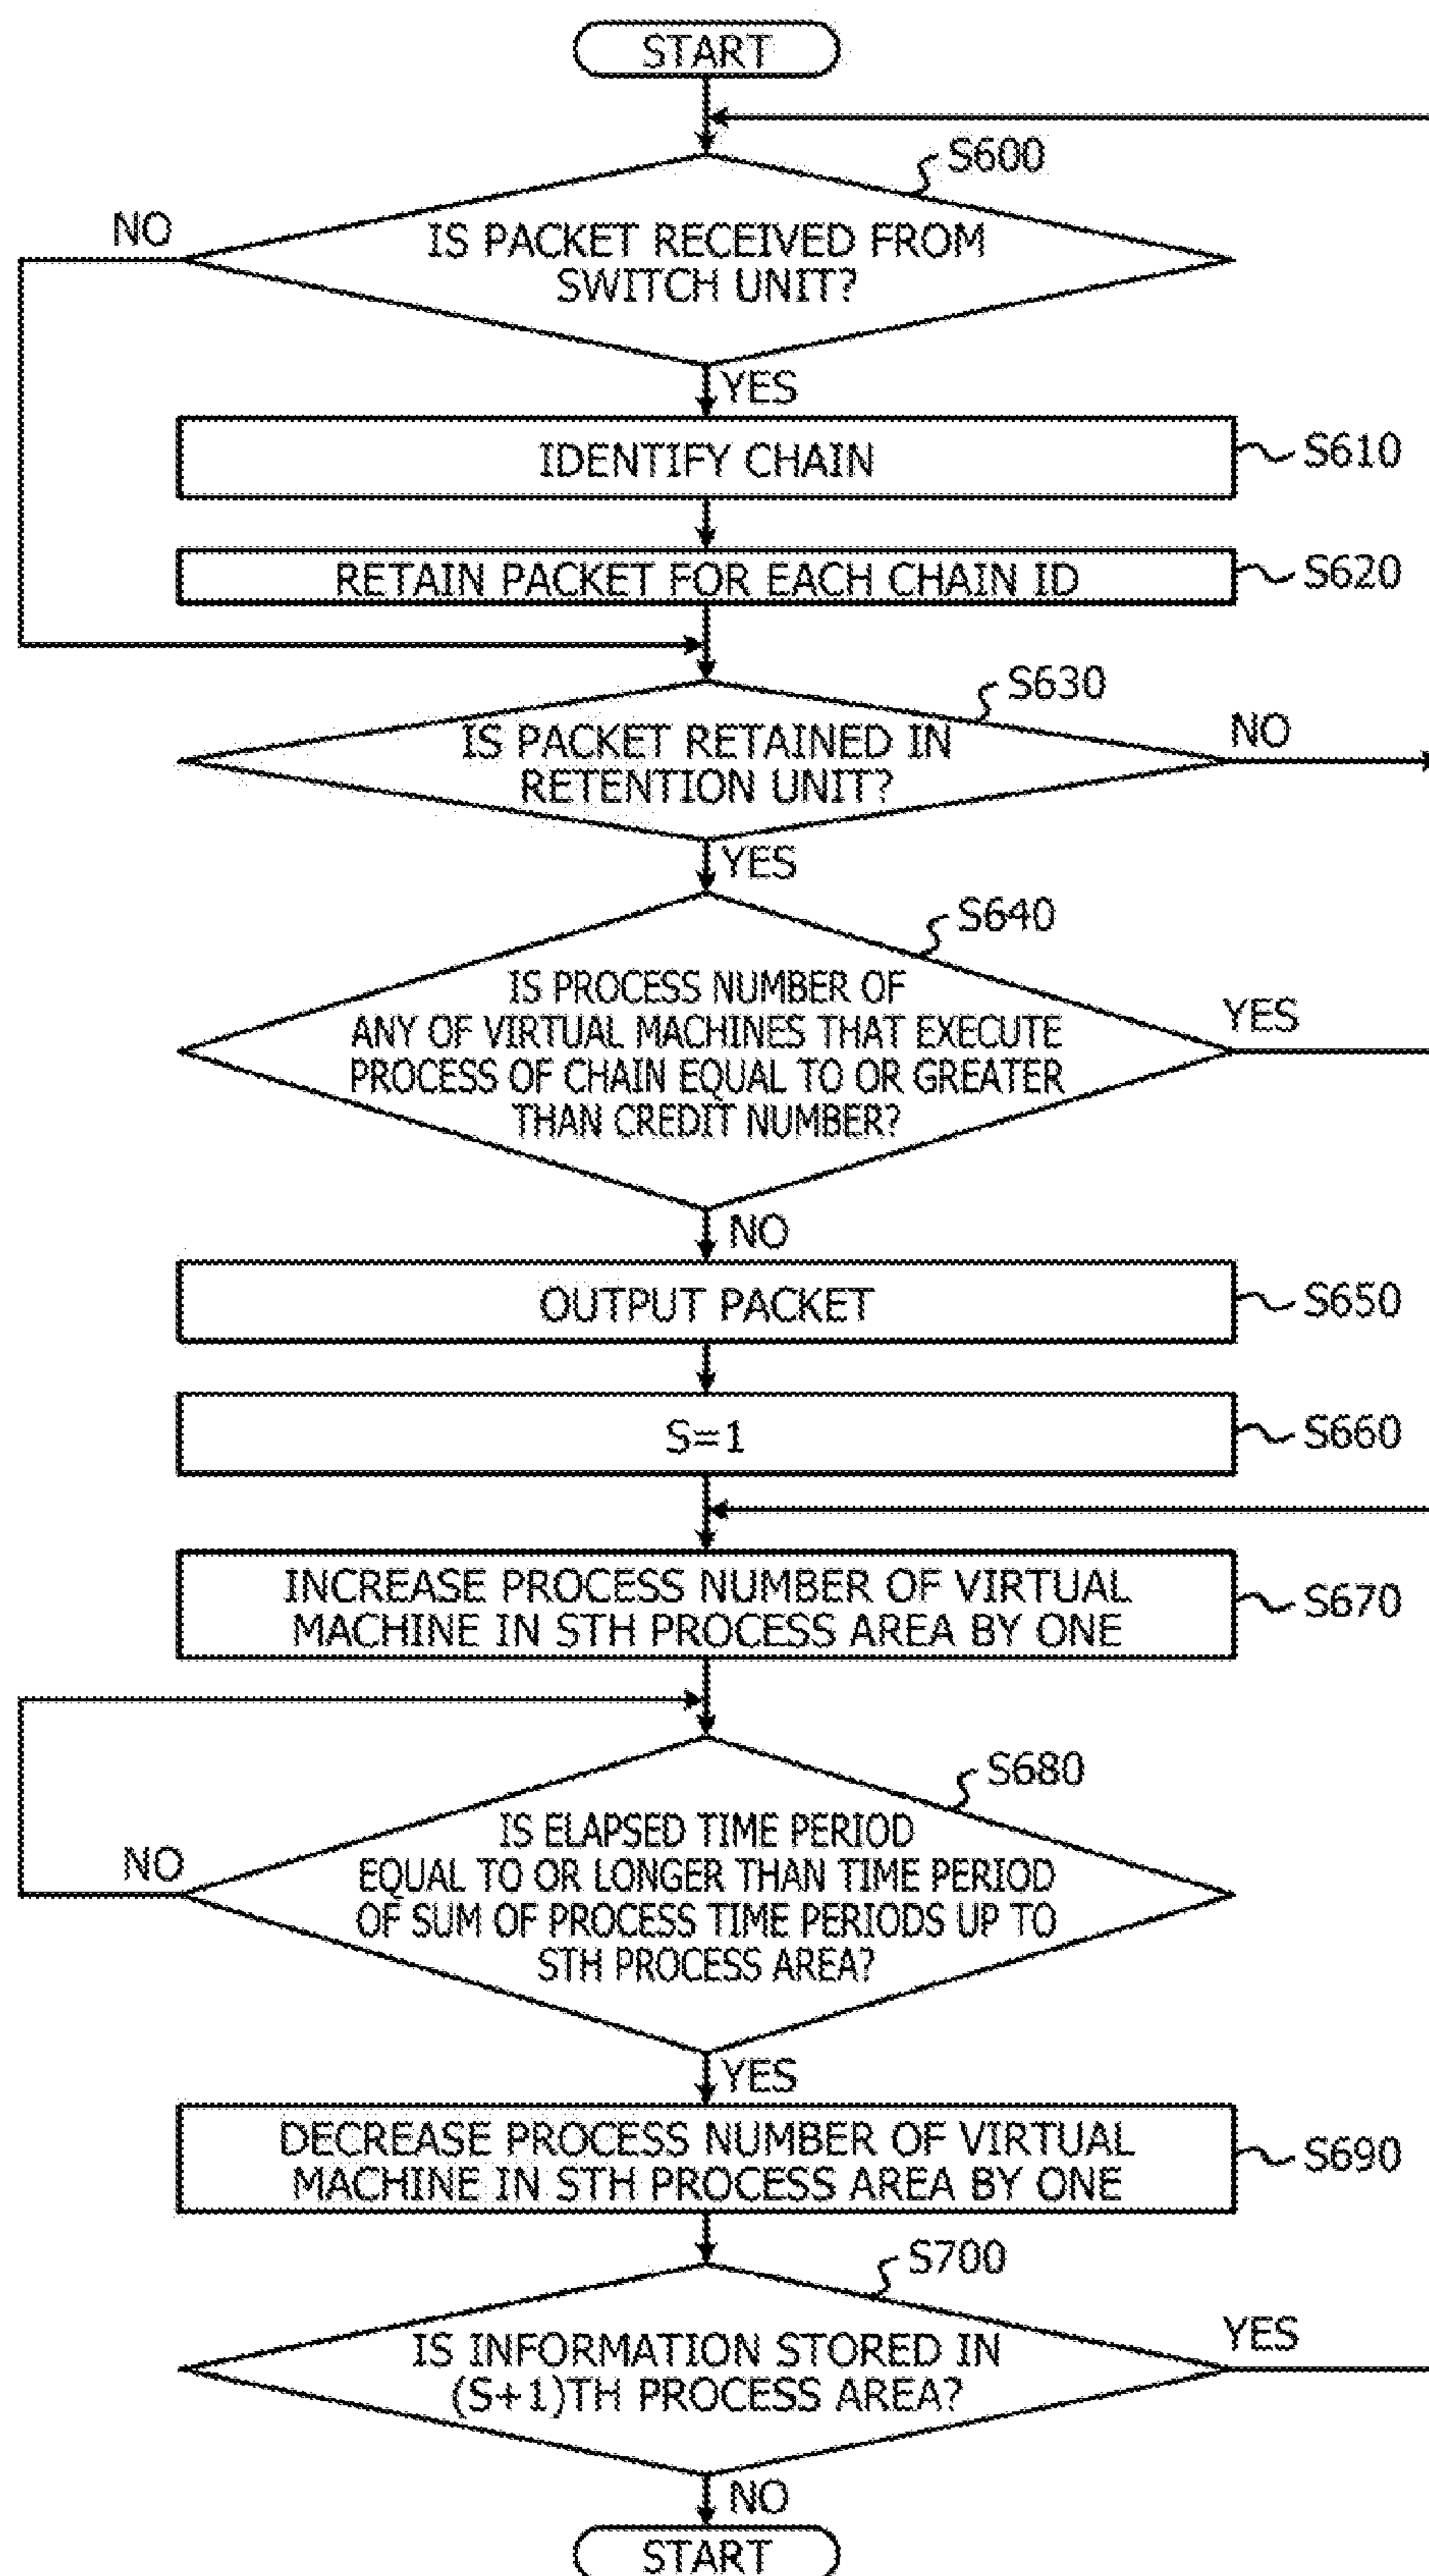 START
S600
NO
IS PACKET RECEIVED FROM
SWITCH UNIT?
YES
IDENTIFY CHAIN
S610
RETAIN PACKET FOR EACH CHAIN ID
S620
S630
IS PACKET RETAINED IN
RETENTION UNIT?
NO
YES
S640
IS PROCESS NUMBER OF
ANY OF VIRTUAL MACHINES THAT EXECUTE
PROCESS OF CHAIN EQUAL TO OR GREATER
THAN CREDIT NUMBER?
YES
NO
OUTPUT PACKET
S650
S=1
S660
INCREASE PROCESS NUMBER OF VIRTUAL
MACHINE IN STH PROCESS AREA BY ONE
S670
S680
IS ELAPSED TIME PERIOD
EQUAL TO OR LONGER THAN TIME PERIOD
OF SUM OF PROCESS TIME PERIODS UP TO
STH PROCESS AREA?
NO
YES
DECREASE PROCESS NUMBER OF VIRTUAL
MACHINE IN STH PROCESS AREA BY ONE
S690
S700
IS INFORMATION STORED IN
(S+1)TH PROCESS AREA?
YES
NO
START